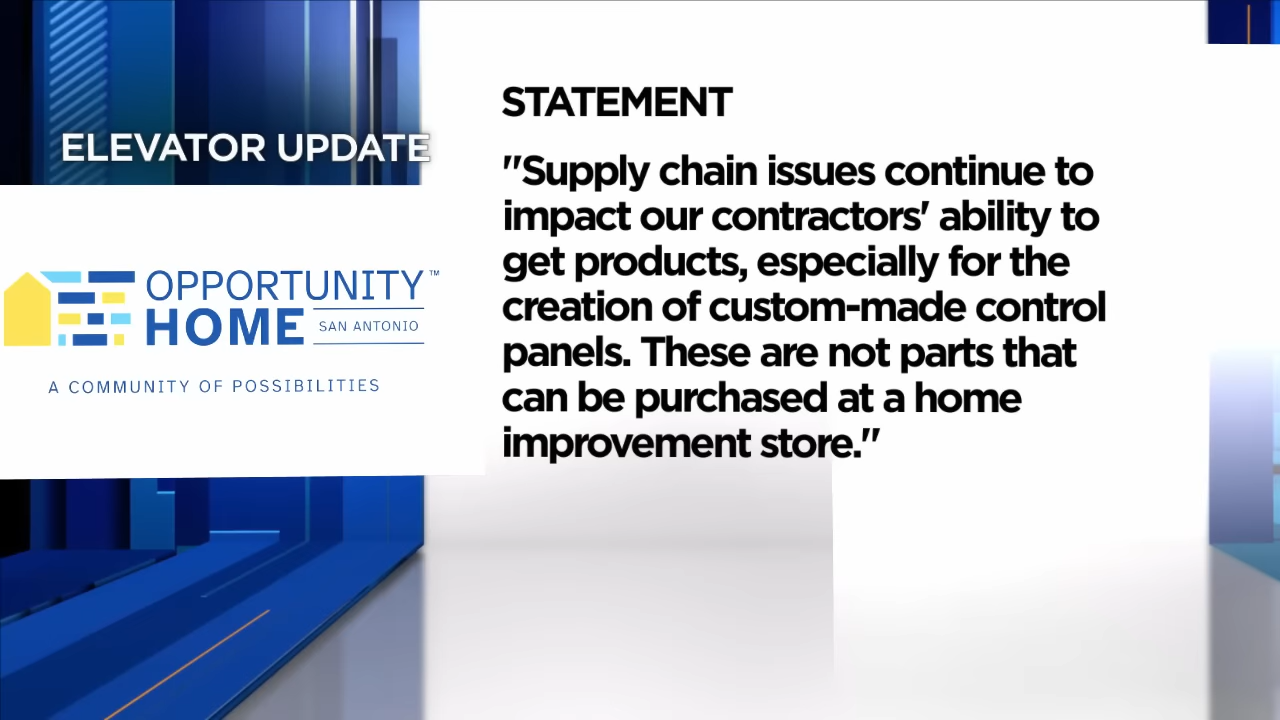 ELEVATOR UPDATE
OPPORTUNITY™
HOME
SAN ANTONIO
A COMMUNITY OF POSSIBILITIES
STATEMENT
"Supply chain issues continue to
impact our contractors' ability to
get products, especially for the
creation of custom-made control
panels. These are not parts that
can be purchased at a home
improvement store."